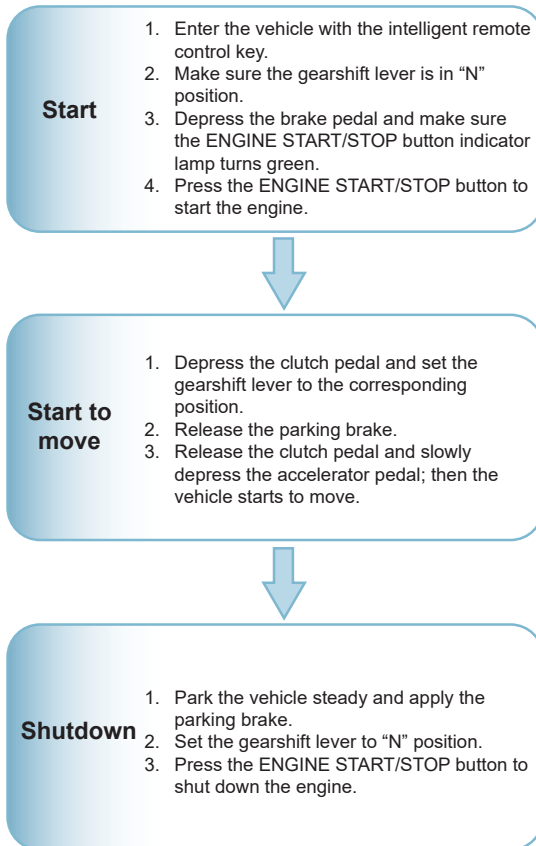 Start
1. Enter the vehicle with the intelligent remote
control key.
2. Make sure the gearshift lever is in “N”
position.
3. Depress the brake pedal and make sure
the ENGINE START/STOP button indicator
lamp turns green.
4. Press the ENGINE START/STOP button to
start the engine.
Start to
move
1. Depress the clutch pedal and set the
gearshift lever to the corresponding
position.
2. Release the parking brake.
3. Release the clutch pedal and slowly
depress the accelerator pedal; then the
vehicle starts to move.
Shutdown
1. Park the vehicle steady and apply the
parking brake.
2. Set the gearshift lever to “N” position.
3. Press the ENGINE START/STOP button to
shut down the engine.